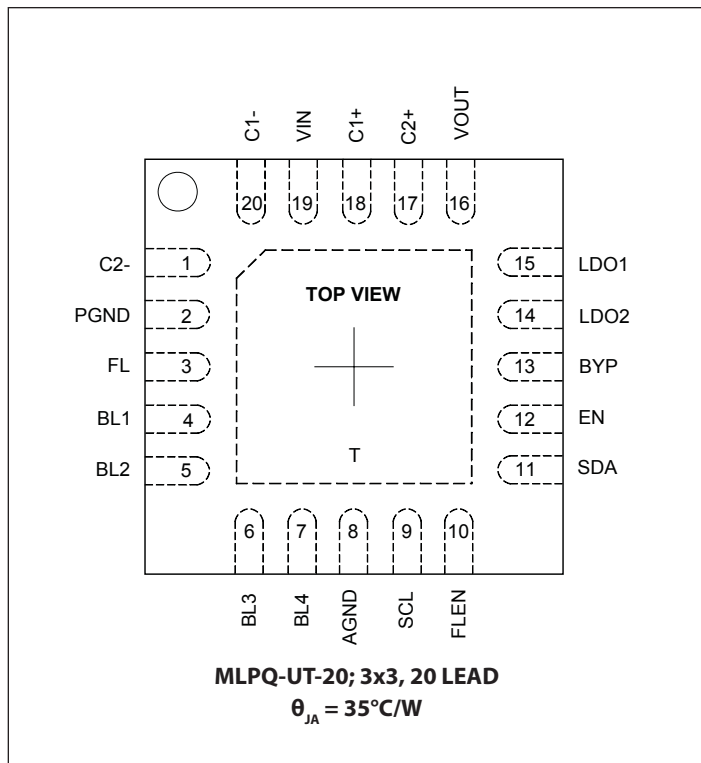 C1-
VIN
C1+
C2+
VOUT
20
19
18
17
16
C2-
1
15
LDO1
PGND
2
TOP VIEW
14
LDO2
FL
3
13
BYP
BL1
4
12
EN
BL2
5
T
11
SDA
6
7
8
9
10
BL3
BL4
AGND
SCL
FLEN
MLPQ-UT-20; 3x3, 20 LEAD
θJA = 35°C/W